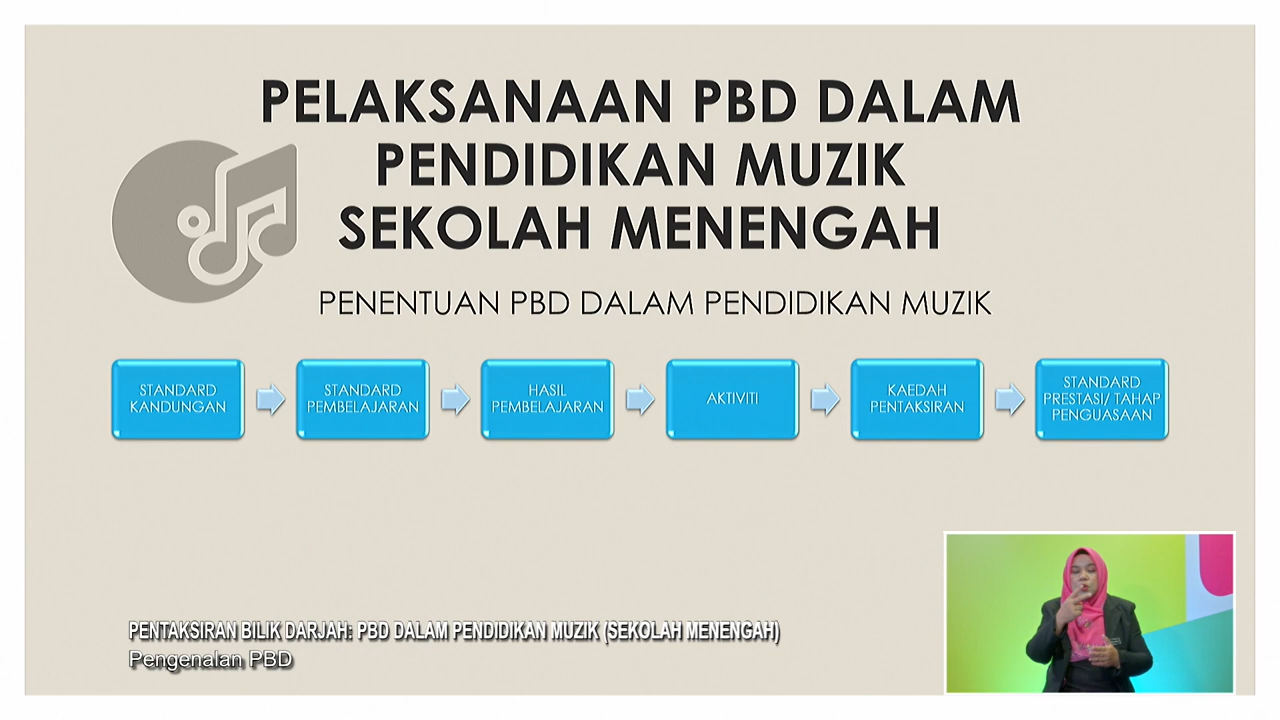 PELAKSANAAN PBD DALAM
PENDIDIKAN MUZIK
SEKOLAH MENENGAH
PENENTUAN PBD DALAM PENDIDIKAN MUZIK
STANDARD
KANDUNGAN
STANDARD
PEMBELAJARAN
HASIL
PEMBELAJARAN
AKTIVITI
KAEDAH
PENTAKSIRAN
STANDARD
PRESTASI/ TAHAP
PENGUASAAN
PENTAKSIRAN BILIK DARJAH: PBD DALAM PENDIDIKAN MUZIK (SEKOLAH MENENGAH)
Pengenalan PBD